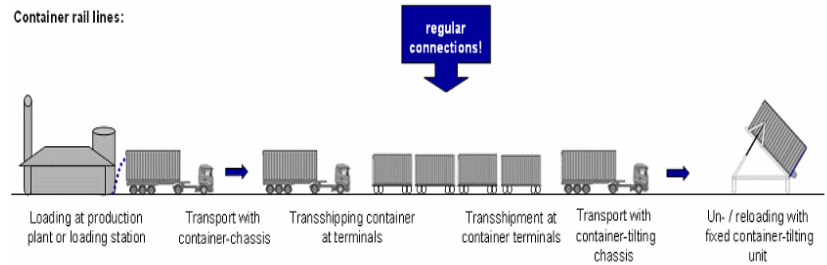 Container rail lines:
regular
connections!
Loading at production
plant or loading station
Transport with
container-chassis
Transshipping container
at terminals
Transshipment at
container terminals
Transport with
container-tilting
chassis
Un- / reloading with
fixed container-tilting
unit